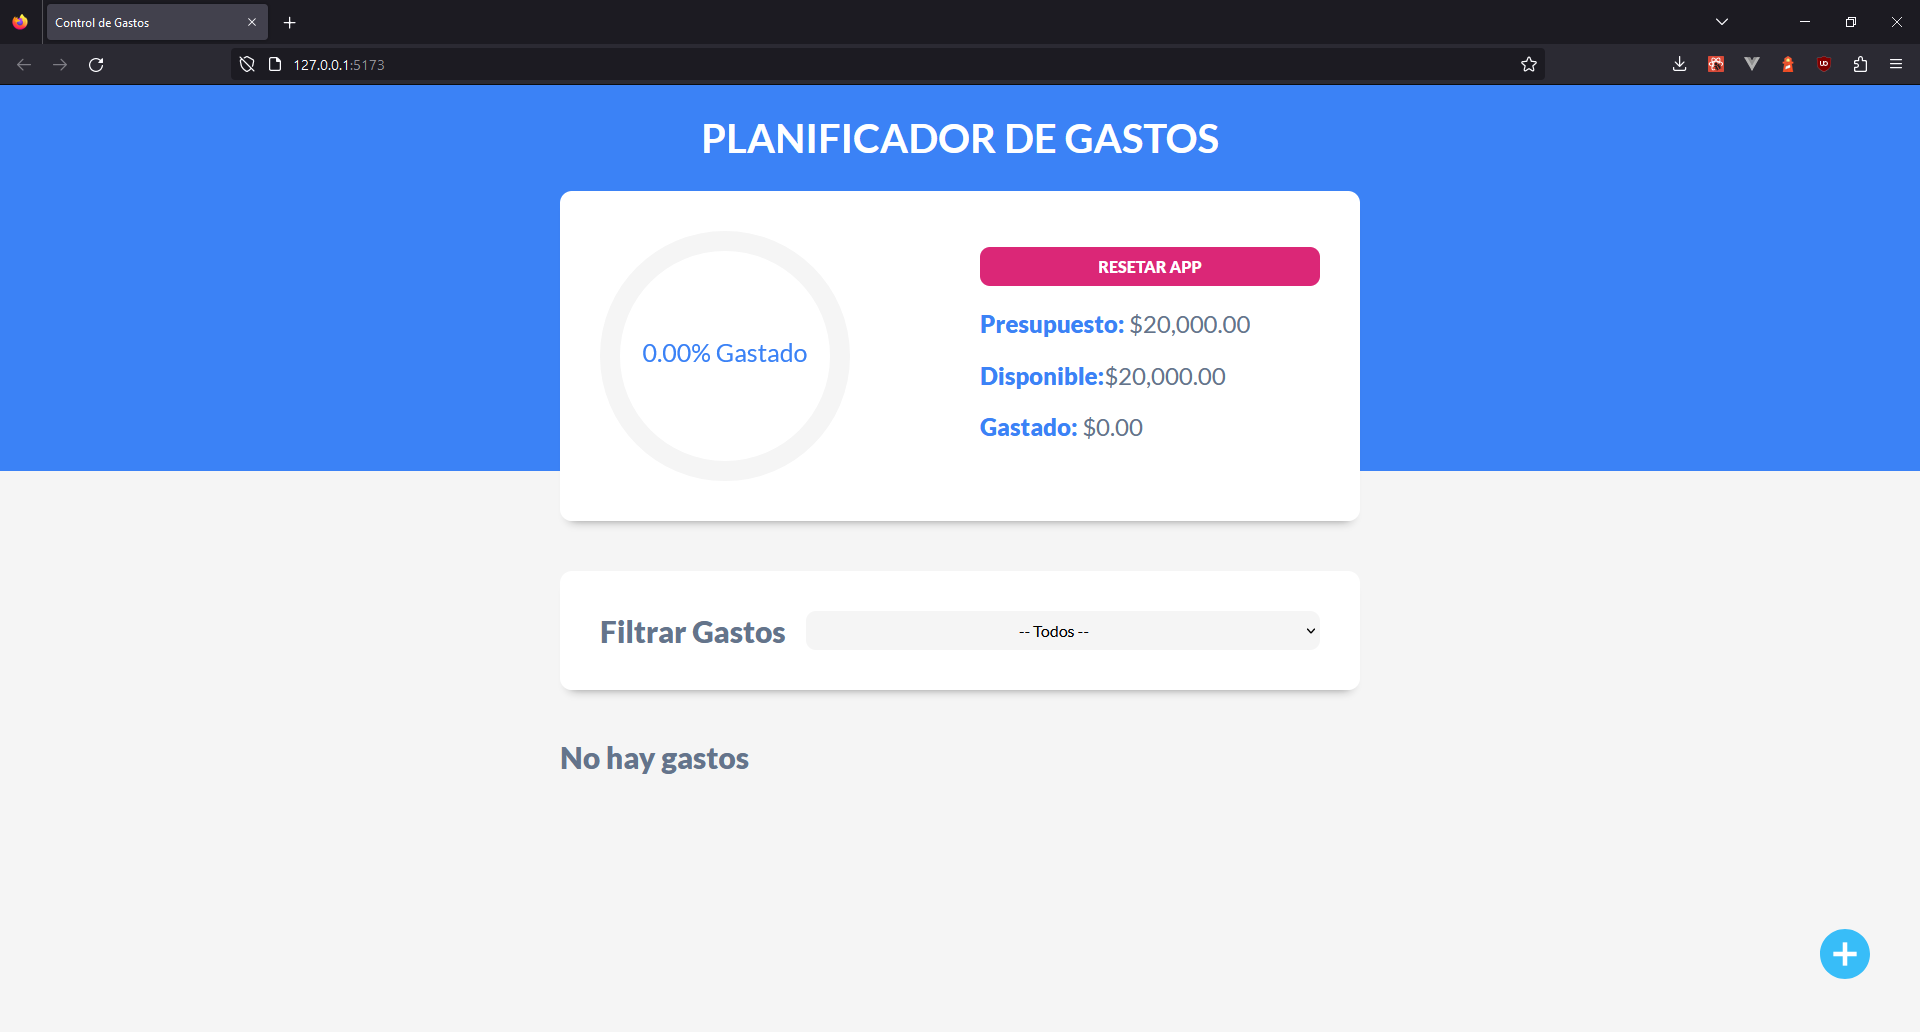 Control de Gastos
127.0.0.1:5173
PLANIFICADOR DE GASTOS
0.00% Gastado
RESETAR APP
Presupuesto: $20,000.00
Disponible:$20,000.00
Gastado: $0.00
Filtrar Gastos
-- Todos --
No hay gastos